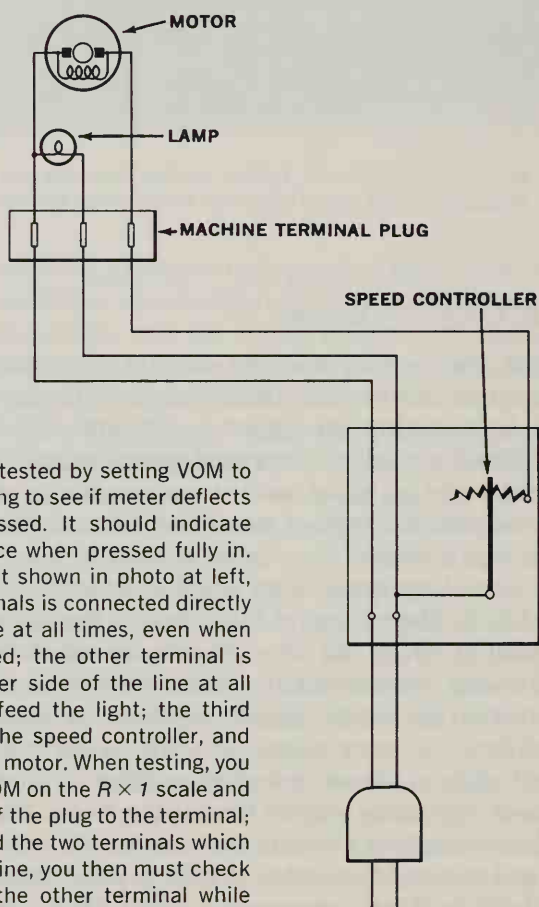 MOTOR
LAMP
MACHINE TERMINAL PLUG
SPEED CONTROLLER
tested by setting VOM to
ing to see if meter deflects
ssed. It should indicate
ce when pressed fully in.
t shown in photo at left,
nals is connected directly
e at all times, even when
ed; the other terminal is
er side of the line at all
feed the light; the third
he speed controller, and
motor. When testing, you
OM on the R × 1 scale and
f the plug to the terminal;
d the two terminals which
ine, you then must check
the other terminal while